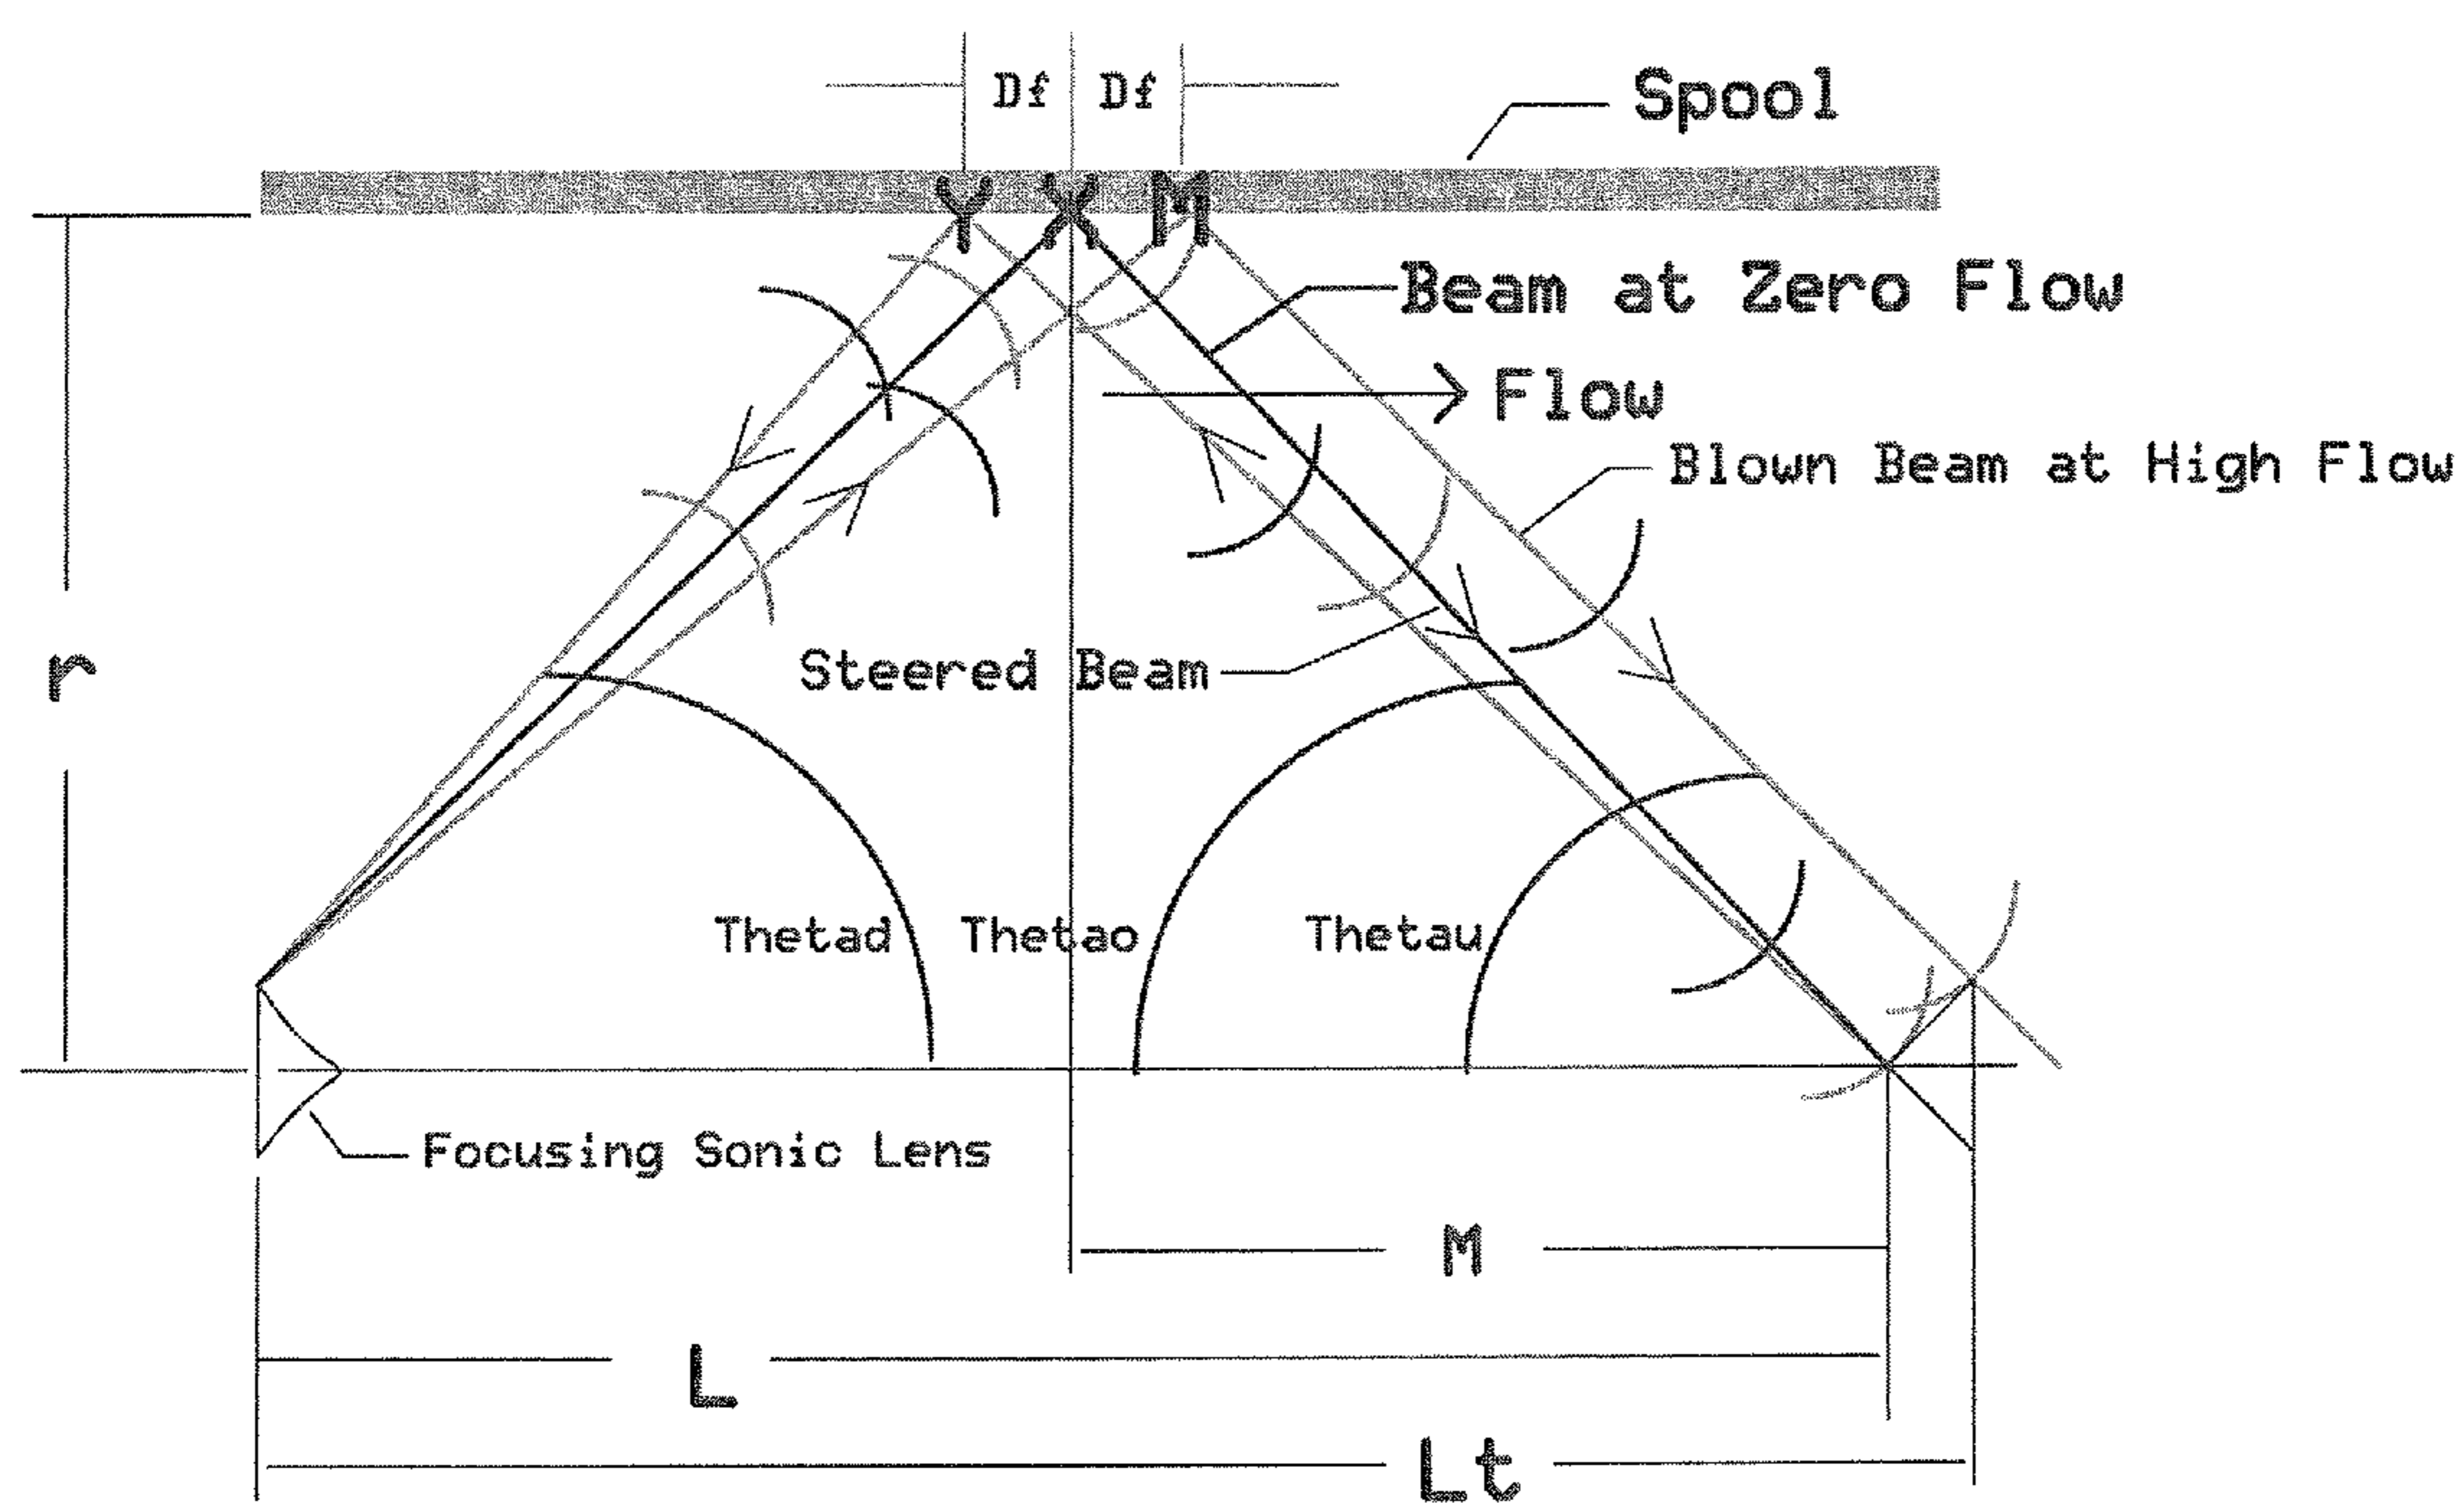 Df Df
Spool
Y X M
Beam at Zero Flow
Flow
Blown Beam at High Flow
r
Steered Beam
Thetad Thetao Thetau
Focusing Sonic Lens
M
L
Lt